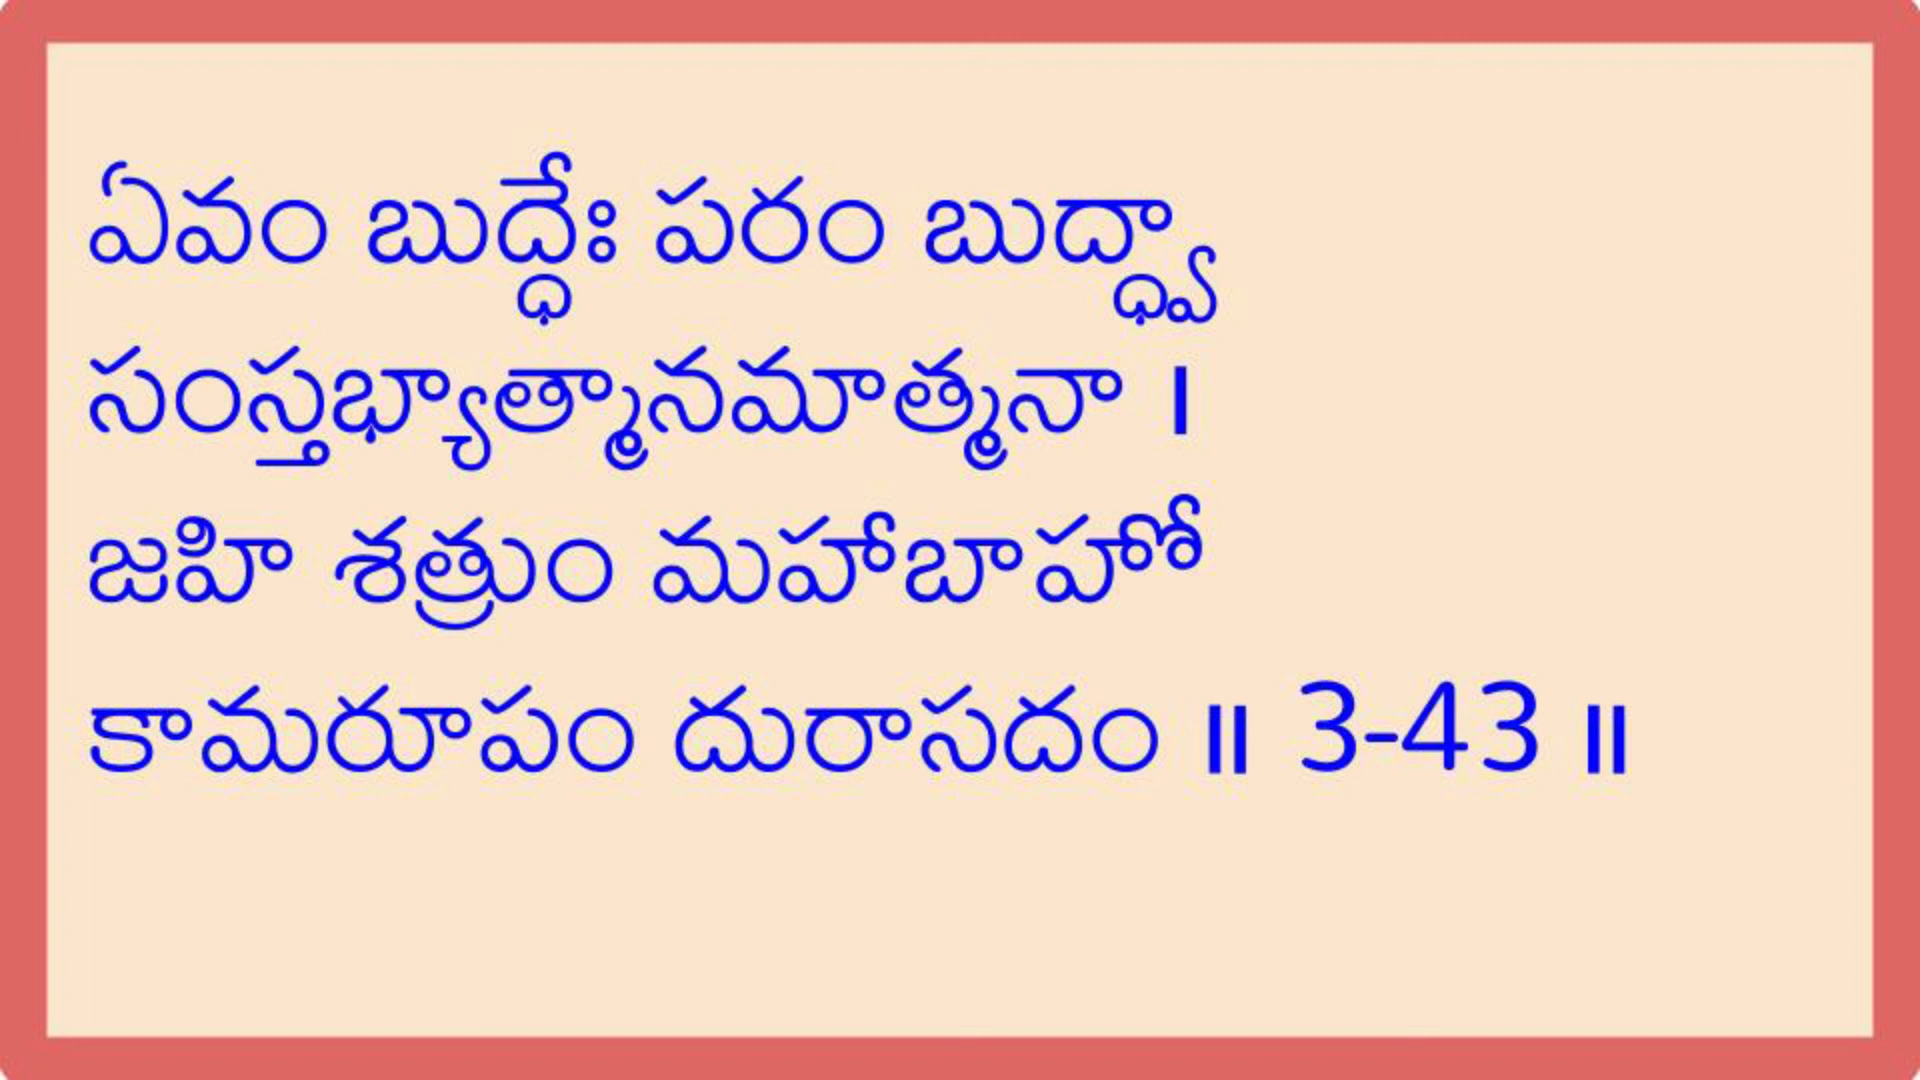 ఏవం బుద్ధేః పరం బుద్ధ్వా
సంస్తభ్యాత్మానమాత్మనా ।
జహి శత్రుం మహాబాహో
కామరూపం దురాసదం ॥ 3-43 ॥